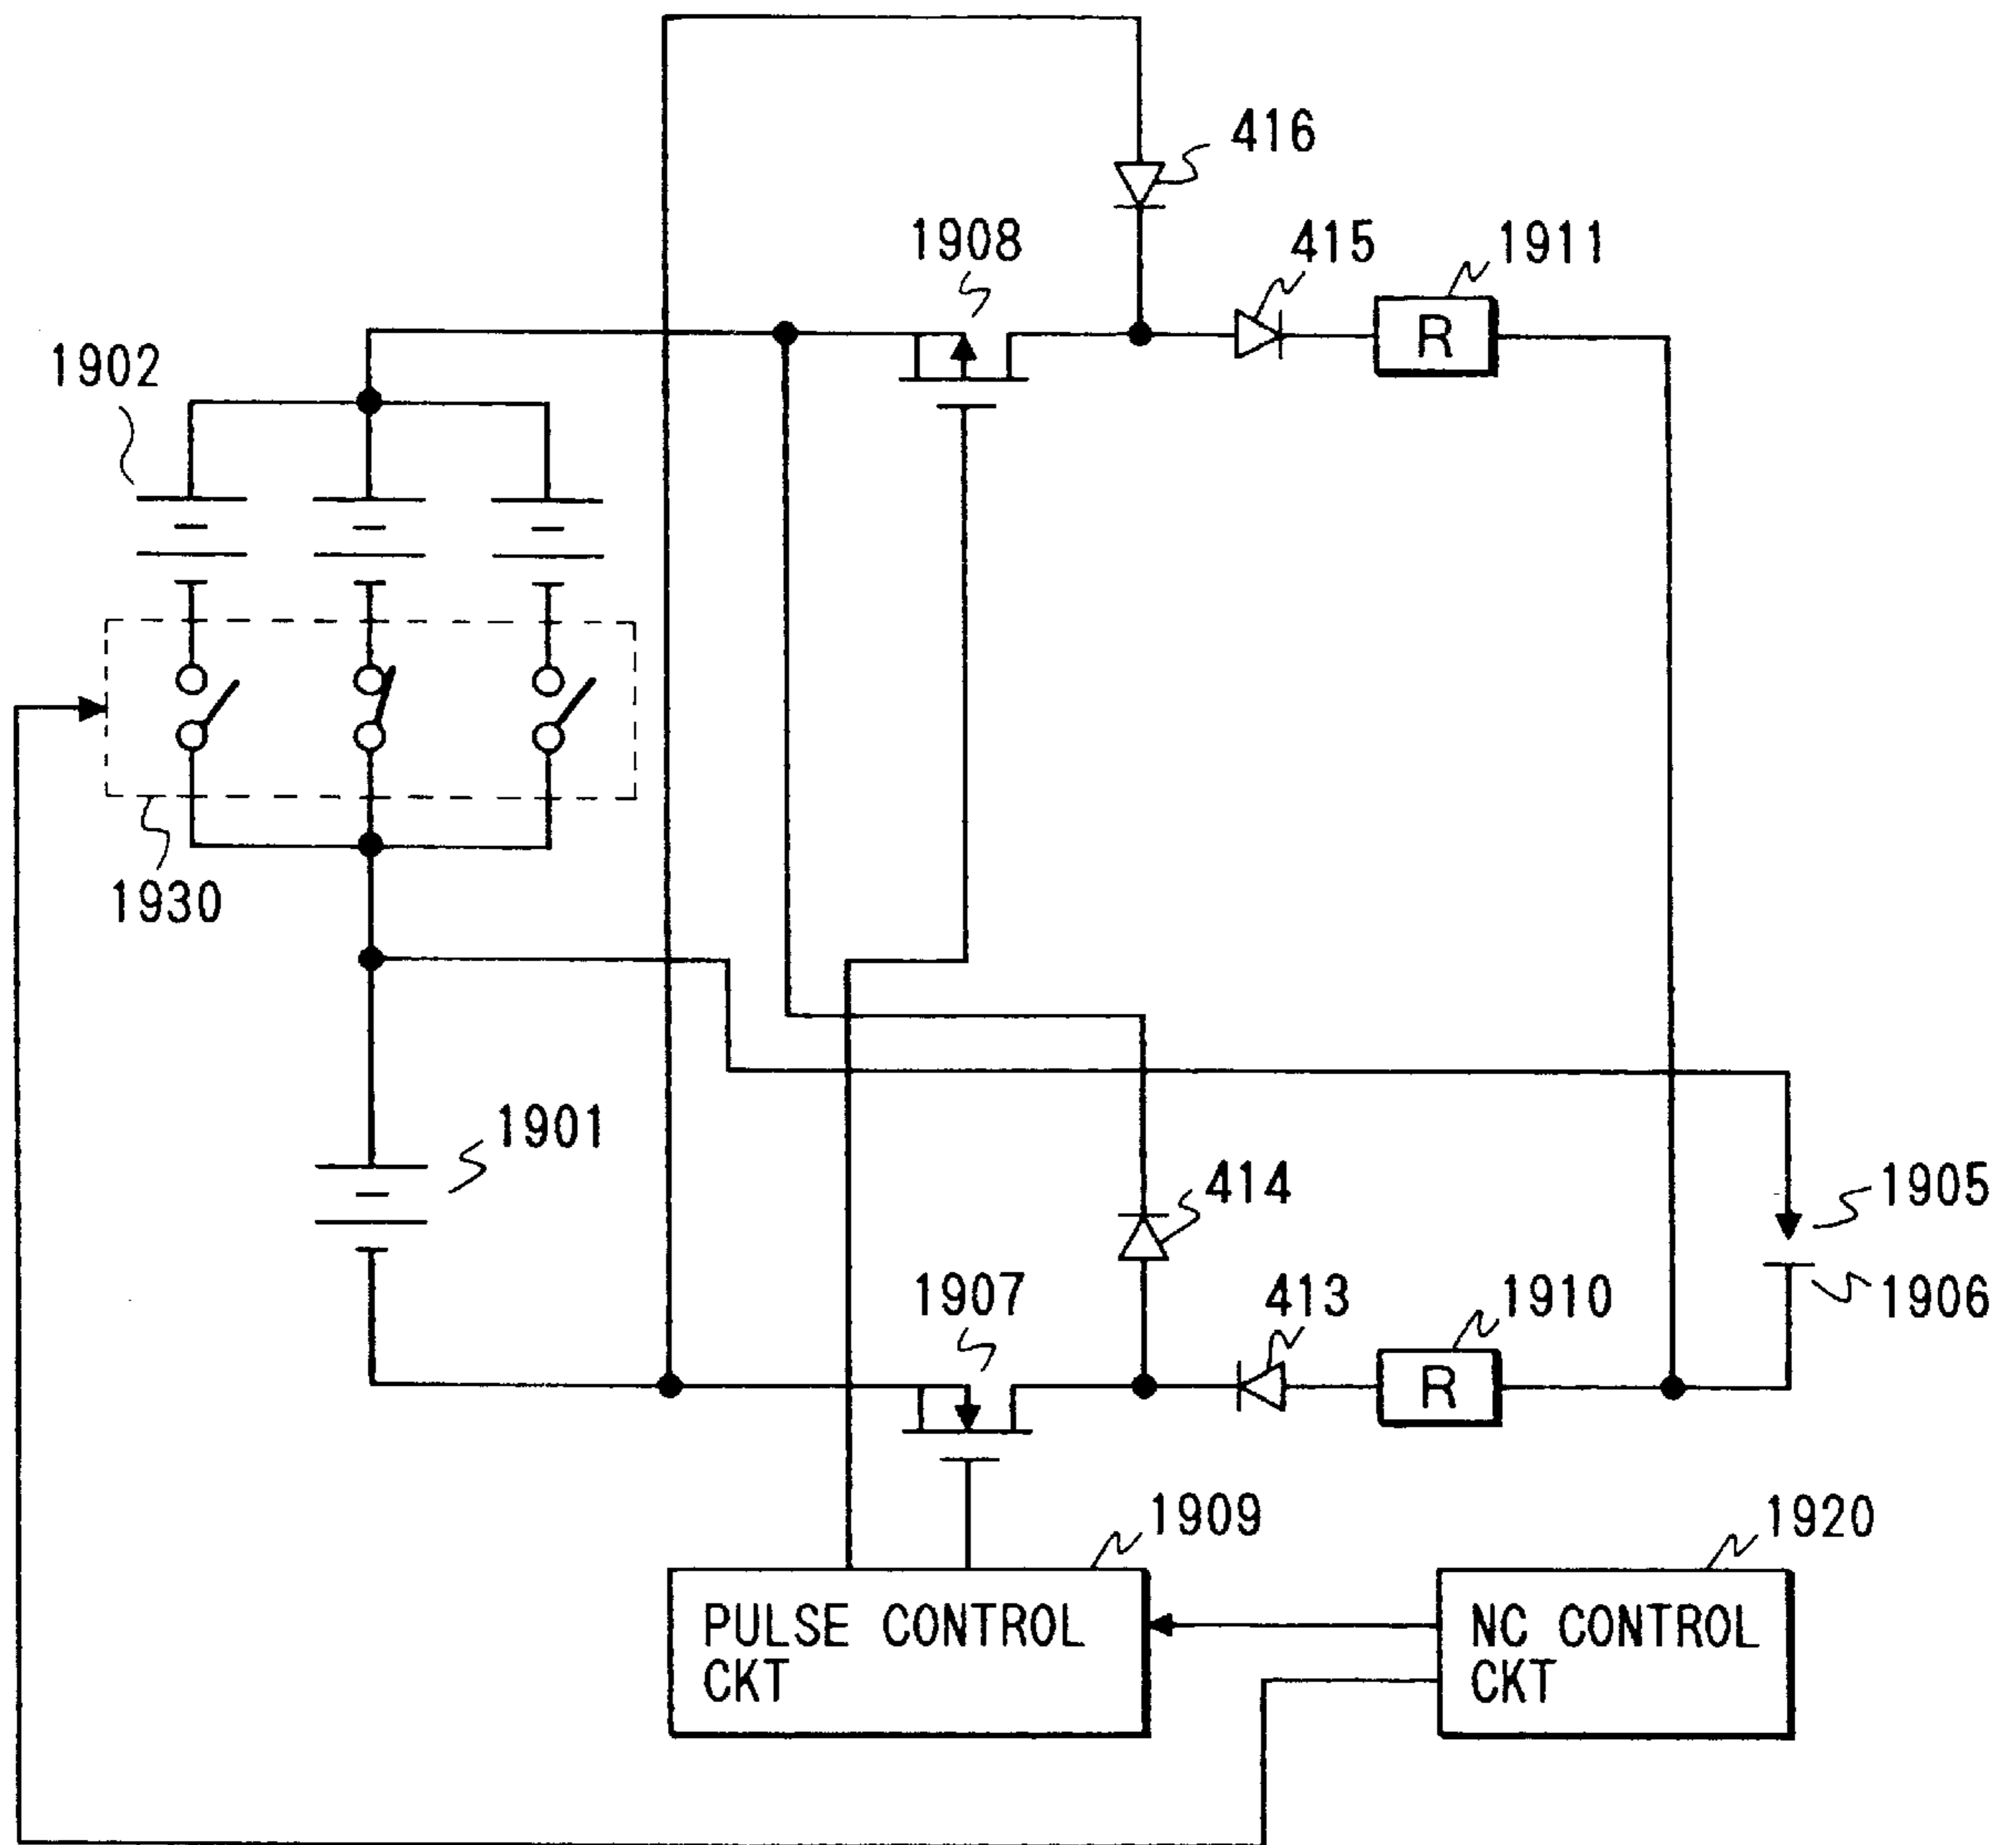 416
1908
415
1911
R
1902
1930
1901
414
1905
1907
413
1910
1906
R
1909
1920
PULSE CONTROL
CKT
NC CONTROL
CKT